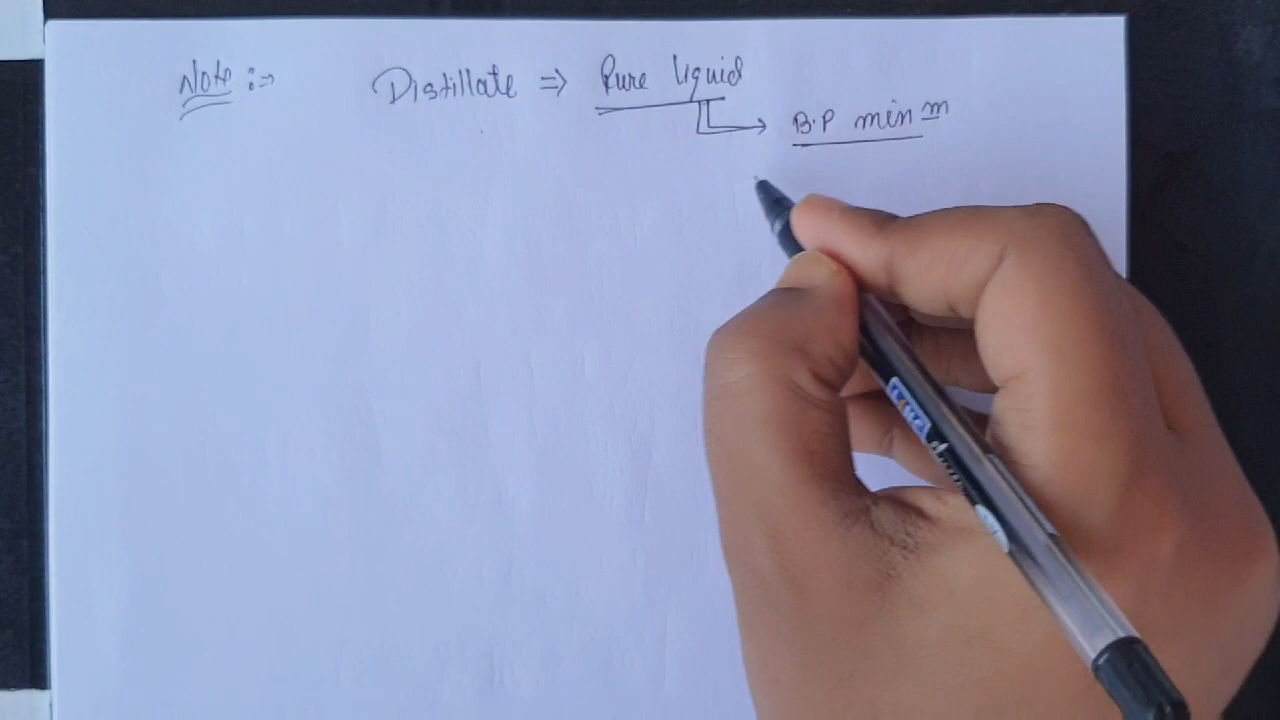 Note :→ Distillate ⇒ Pure liquid
→ B.P minm